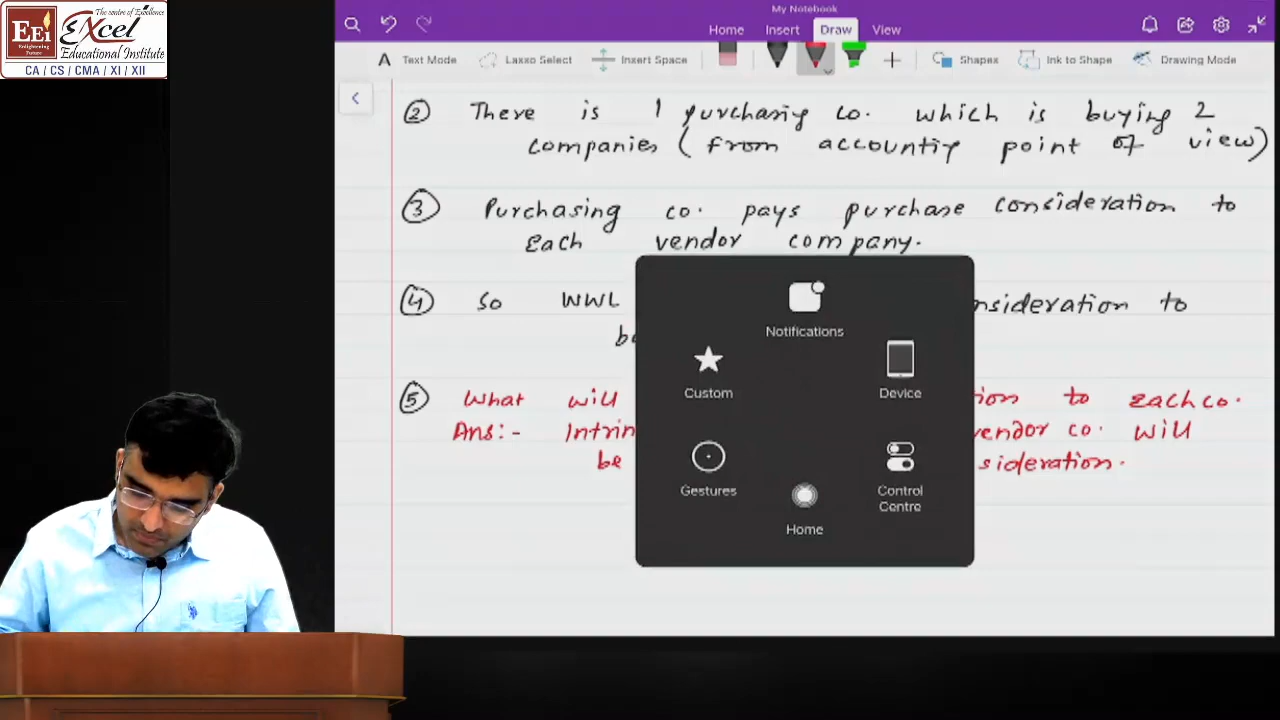 EEi
Enlightening
Future
The centre of Excellence
Excel
Educational Institute
CA / CS / CMA / XI / XII
My Notebook
Home Insert Draw View
A Text Mode Lasso Select Insert Space Shapes Ink to Shape Drawing Mode
② There is 1 purchasing co. which is buying 2
companies (from accounting point of view)
③ Purchasing co. pays purchase consideration to
Each vendor company.
④ So WWL nsideration to
be
⑤ What will ion to Each co.
Ans:- Intrin vendor co. will
be sideration.
Notifications
Custom
Device
Gestures
Control
Centre
Home